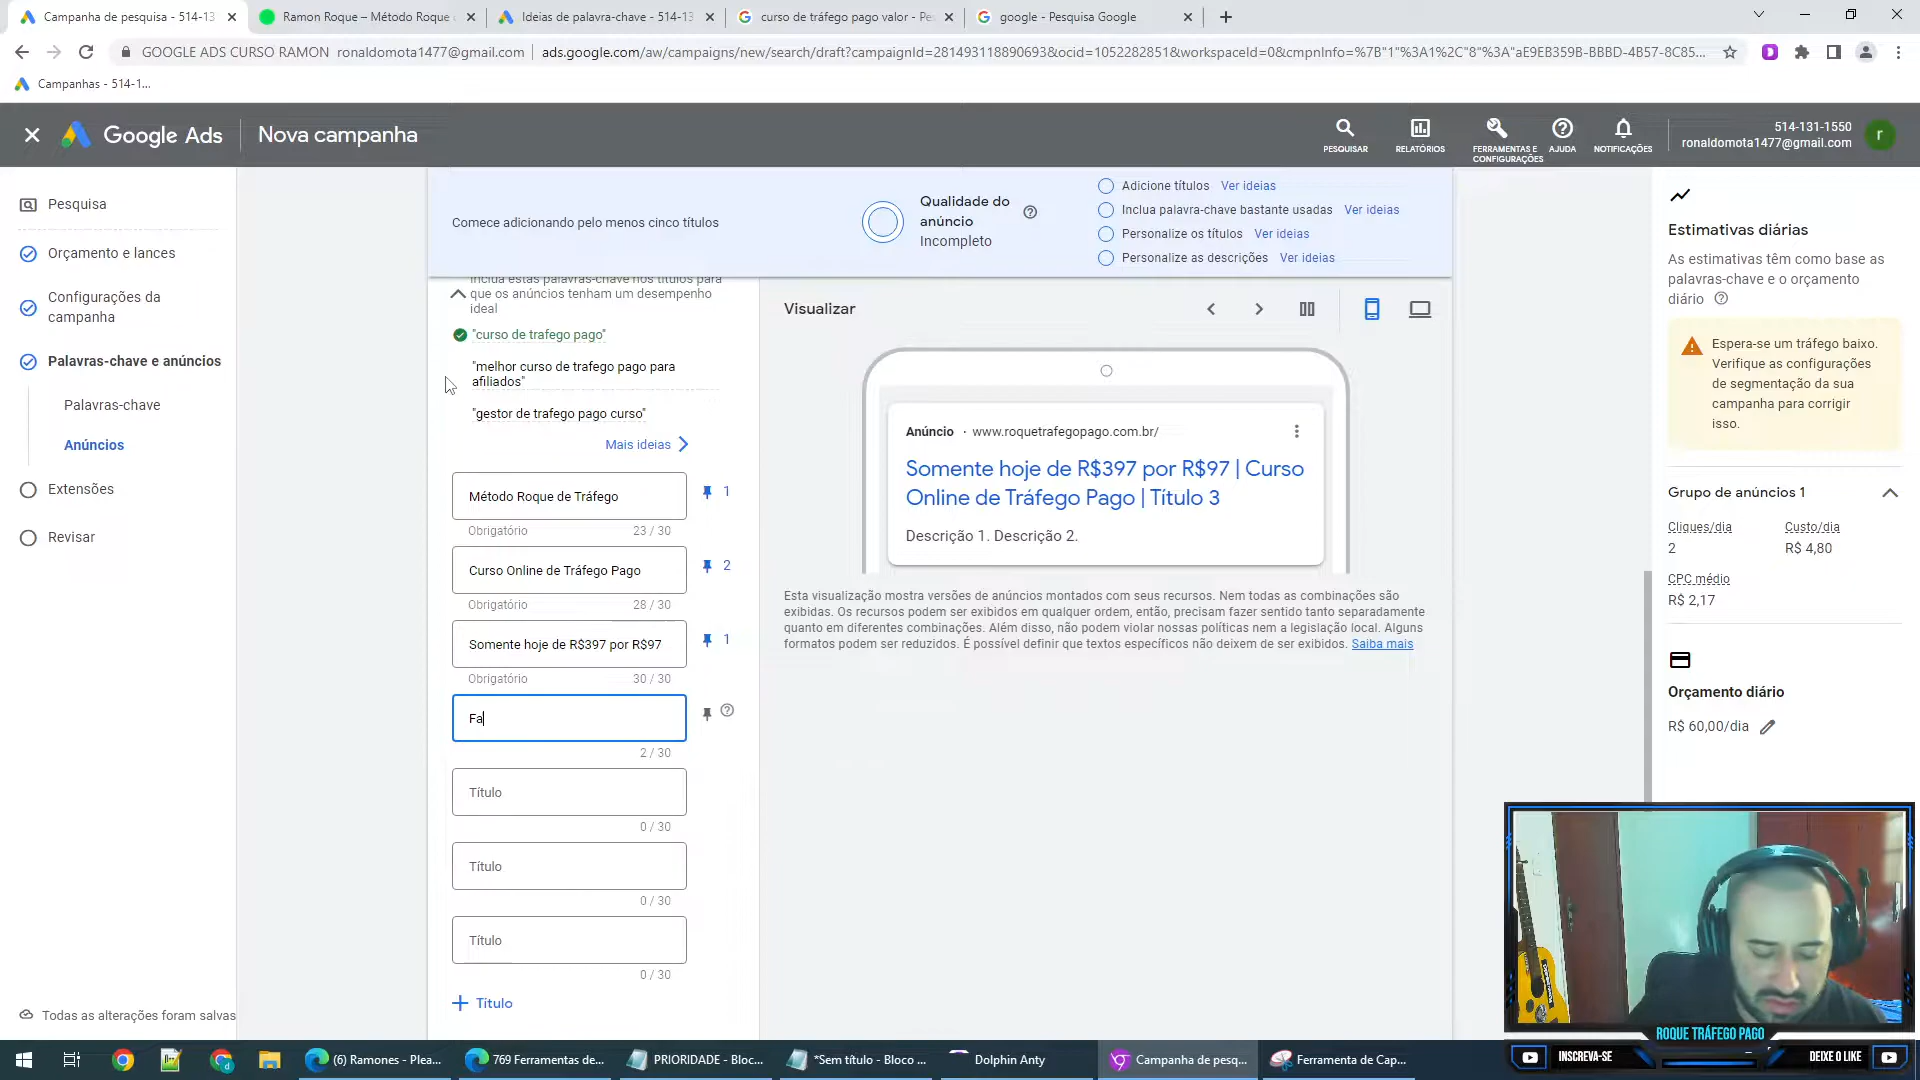 Campanha de pesquisa - 514-13
Ramon Roque – Método Roque
Ideias de palavra-chave - 514-13
curso de tráfego pago valor - Pe
google - Pesquisa Google
GOOGLE ADS CURSO RAMON ronaldomota1477@gmail.com
ads.google.com/aw/campaigns/new/search/draft?campaignId=281493118890693&ocid=1052282851&workspaceId=0&cmpnInfo=%7B"1"%3A1%2C"8"%3A"aE9EB359B-BBBD-4B57-8C85...
Campanhas - 514-1...
Google Ads
Nova campanha
PESQUISAR
RELATÓRIOS
FERRAMENTAS E CONFIGURAÇÕES
AJUDA
NOTIFICAÇÕES
514-131-1550
ronaldomota1477@gmail.com
r
Pesquisa
Orçamento e lances
Configurações da
campanha
Palavras-chave e anúncios
Palavras-chave
Anúncios
Extensões
Revisar
Todas as alterações foram salvas
Comece adicionando pelo menos cinco títulos
Qualidade do
anúncio
Incompleto
Adicione títulos Ver ideias
Inclua palavra-chave bastante usadas Ver ideias
Personalize os títulos Ver ideias
Personalize as descrições Ver ideias
Inclua estas palavras-chave nos títulos para
que os anúncios tenham um desempenho
ideal
"curso de trafego pago"
"melhor curso de trafego pago para
afiliados"
"gestor de trafego pago curso"
Mais ideias
Método Roque de Tráfego
1
Obrigatório 23 / 30
Curso Online de Tráfego Pago
2
Obrigatório 28 / 30
Somente hoje de R$397 por R$97
1
Obrigatório 30 / 30
Fa
2 / 30
Título
0 / 30
Título
0 / 30
Título
0 / 30
Título
Visualizar
Anúncio · www.roquetrafegopago.com.br/
Somente hoje de R$397 por R$97 | Curso
Online de Tráfego Pago | Título 3
Descrição 1. Descrição 2.
Esta visualização mostra versões de anúncios montados com seus recursos. Nem todas as combinações são
exibidas. Os recursos podem ser exibidos em qualquer ordem, então, precisam fazer sentido tanto separadamente
quanto em diferentes combinações. Além disso, não podem violar nossas políticas nem a legislação local. Alguns
formatos podem ser reduzidos. É possível definir que textos específicos não deixem de ser exibidos. Saiba mais
Estimativas diárias
As estimativas têm como base as
palavras-chave e o orçamento
diário
Espera-se um tráfego baixo.
Verifique as configurações
de segmentação da sua
campanha para corrigir
isso.
Grupo de anúncios 1
Cliques/dia Custo/dia
2 R$ 4,80
CPC médio
R$ 2,17
Orçamento diário
R$ 60,00/dia
ROQUE TRÁFEGO PAGO
INSCREVA-SE
DEIXE O LIKE
(6) Ramones - Plea...
769 Ferramentas de...
PRIORIDADE - Bloc...
*Sem título - Bloco ...
Dolphin Anty
Campanha de pesq...
Ferramenta de Cap...